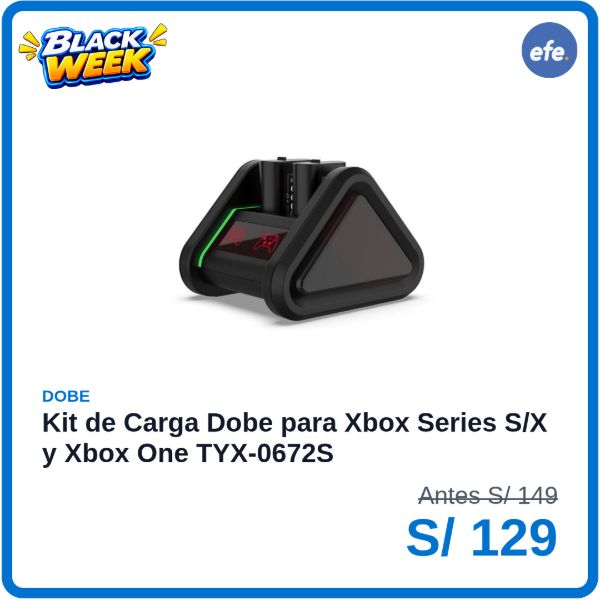 BLACK
WEEK
efe.
DOBE
Kit de Carga Dobe para Xbox Series S/X
y Xbox One TYX-0672S
Antes S/ 149
S/ 129